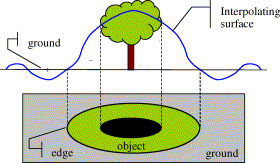 Interpolating
surface
ground
object
edge
ground